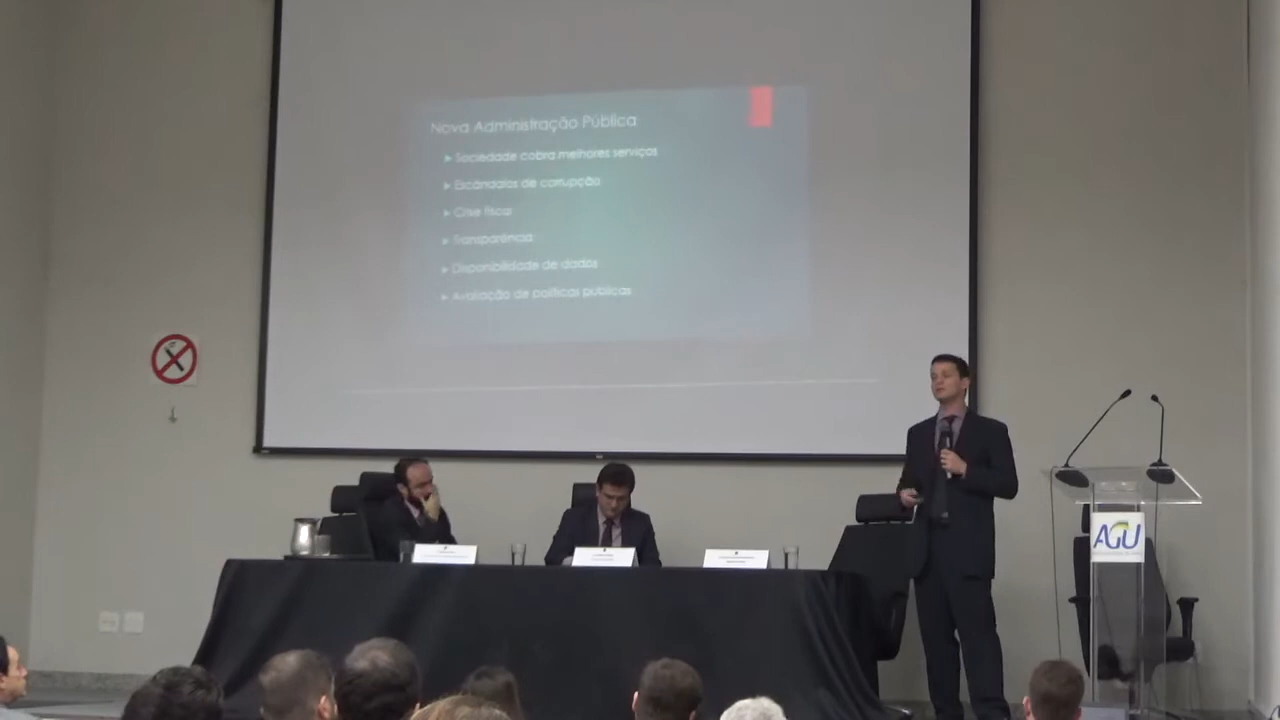 Nova Administração Pública
Sociedade cobra melhores serviços
Escândalos de corrupção
Crise fiscal
Transparência
Disponibilidade de dados
Avaliação de políticas publicas
AGU